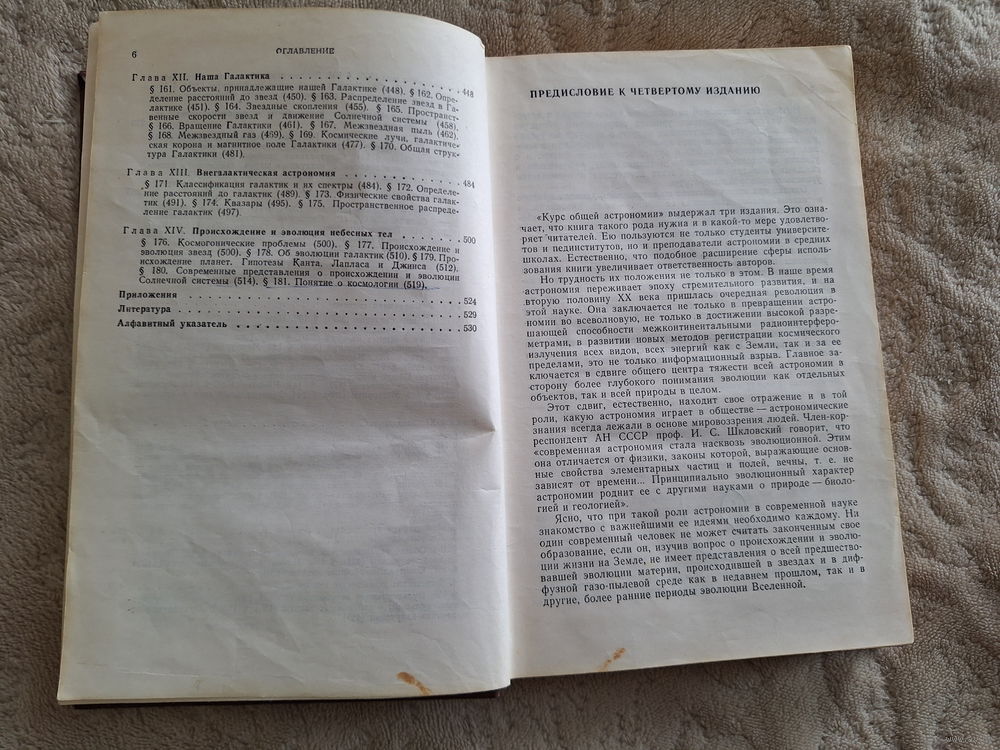 6
ОГЛАВЛЕНИЕ
Глава XII. Наша Галактика . . . . . . . . . . . . . . . . . 448
§ 161. Объекты, принадлежащие нашей Галактике (448). § 162. Опре-
деление расстояний до звезд (450). § 163. Распределение звезд в Га-
лактике (451). § 164. Звездные скопления (455). § 165. Пространст-
венные скорости звезд и движение Солнечной системы (458).
§ 166. Вращение Галактики (461). § 167. Межзвездная пыль (462).
§ 168. Межзвездный газ (469). § 169. Космические лучи, галактиче-
ская корона и магнитное поле Галактики (477). § 170. Общая струк-
тура Галактики (481).
Глава XIII. Внегалактическая астрономия . . . . . . . . . . . 484
§ 171. Классификация галактик и их спектры (484). § 172. Определе-
ние расстояний до галактик (489). § 173. Физические свойства галак-
тик (491). § 174. Квазары (495). § 175. Пространственное распреде-
ление галактик (497).
Глава XIV. Происхождение и эволюция небесных тел . . . . . . . 500
§ 176. Космогонические проблемы (500). § 177. Происхождение и
эволюция звезд (500). § 178. Об эволюции галактик (510). § 179. Про-
исхождение планет. Гипотезы Канта, Лапласа и Джинса (512).
§ 180. Современные представления о происхождении и эволюции
Солнечной системы (514). § 181. Понятие о космологии (519).
Приложения . . . . . . . . . . . . . . . . . . . . . . . . . 524
Литература . . . . . . . . . . . . . . . . . . . . . . . . . 529
Алфавитный указатель . . . . . . . . . . . . . . . . . . . . 530
ПРЕДИСЛОВИЕ К ЧЕТВЕРТОМУ ИЗДАНИЮ
«Курс общей астрономии» выдержал три издания. Это озна-
чает, что книга такого рода нужна и в какой-то мере удовлетво-
ряет читателей. Ею пользуются не только студенты университе-
тов и пединститутов, но и преподаватели астрономии в средних
школах. Естественно, что подобное расширение сферы исполь-
зования книги увеличивает ответственность авторов.
Но трудность их положения не только в этом. В наше время
астрономия переживает эпоху стремительного развития, и на
вторую половину XX века пришлась очередная революция в
этой науке. Она заключается не только в превращении астро-
номии во всеволновую, не только в достижении высокой разре-
шающей способности межконтинентальными радиоинтерферо-
метрами, в развитии новых методов регистрации космического
излучения всех видов, всех энергий как с Земли, так и за ее
пределами, это не только информационный взрыв. Главное за-
ключается в сдвиге общего центра тяжести всей астрономии в
сторону более глубокого понимания эволюции как отдельных
объектов, так и всей природы в целом.
Этот сдвиг, естественно, находит свое отражение и в той
роли, какую астрономия играет в обществе — астрономические
знания всегда лежали в основе мировоззрения людей. Член-кор-
респондент АН СССР проф. И. С. Шкловский говорит, что
«современная астрономия стала насквозь эволюционной. Этим
она отличается от физики, законы которой, выражающие основ-
ные свойства элементарных частиц и полей, вечны, т. е. не
зависят от времени... Принципиально эволюционный характер
астрономии роднит ее с другими науками о природе — биоло-
гией и геологией».
Ясно, что при такой роли астрономии в современной науке
знакомство с важнейшими ее идеями необходимо каждому. Ни
один современный человек не может считать законченным свое
образование, если он, изучив вопрос о происхождении и эволю-
ции жизни на Земле, не имеет представления о всей предшество-
вавшей эволюции материи, происходившей в звездах и в диф-
фузной газо-пылевой среде как в недавнем прошлом, так и в
другие, более ранние периоды эволюции Вселенной.